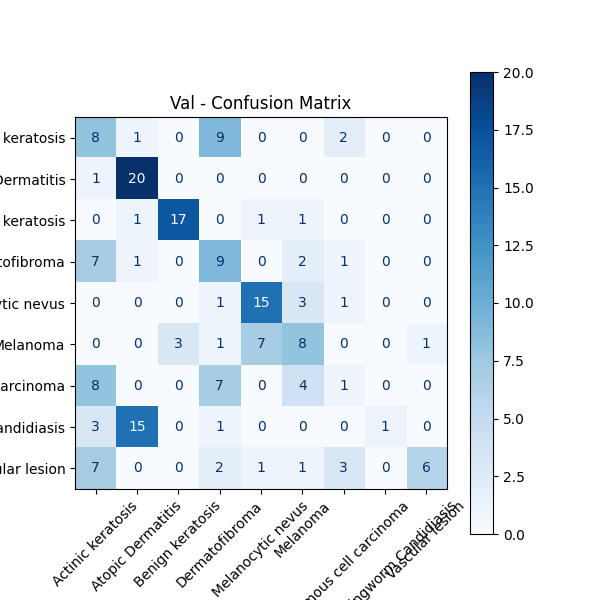 Val - Confusion Matrix
keratosis 8 1 0 9 0 0 2 0 0
Dermatitis 1 20 0 0 0 0 0 0 0
keratosis 0 1 17 0 1 1 0 0 0
tofibroma 7 1 0 9 0 2 1 0 0
tic nevus 0 0 0 1 15 3 1 0 0
Melanoma 0 0 3 1 7 8 0 0 1
arcinoma 8 0 0 7 0 4 1 0 0
andidiasis 3 15 0 1 0 0 0 1 0
lar lesion 7 0 0 2 1 1 3 0 6
Actinic keratosis
Atopic Dermatitis
Benign keratosis
Dermatofibroma
Melanocytic nevus
Melanoma
mous cell carcinoma
ngworm Candidiasis
Vascular lesion
20.0
17.5
15.0
12.5
10.0
7.5
5.0
2.5
0.0